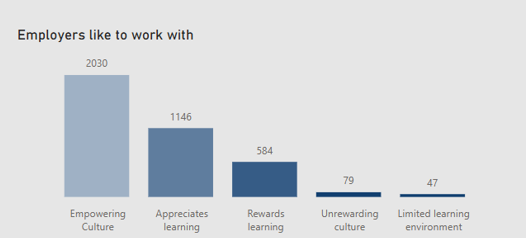 Employers like to work with
2030
1146
584
79
47
Empowering Culture
Appreciates learning
Rewards learning
Unrewarding culture
Limited learning environment